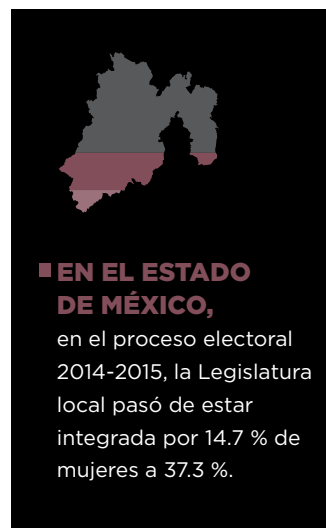 EN EL ESTADO
DE MÉXICO,
en el proceso electoral
2014-2015, la Legislatura
local pasó de estar
integrada por 14.7 % de
mujeres a 37.3 %.